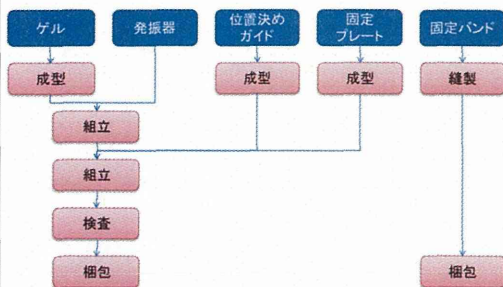 ゲル
発振器
位置決め
ガイド
固定
プレート
固定バンド
成型
成型
成型
縫製
組立
組立
検査
梱包
梱包